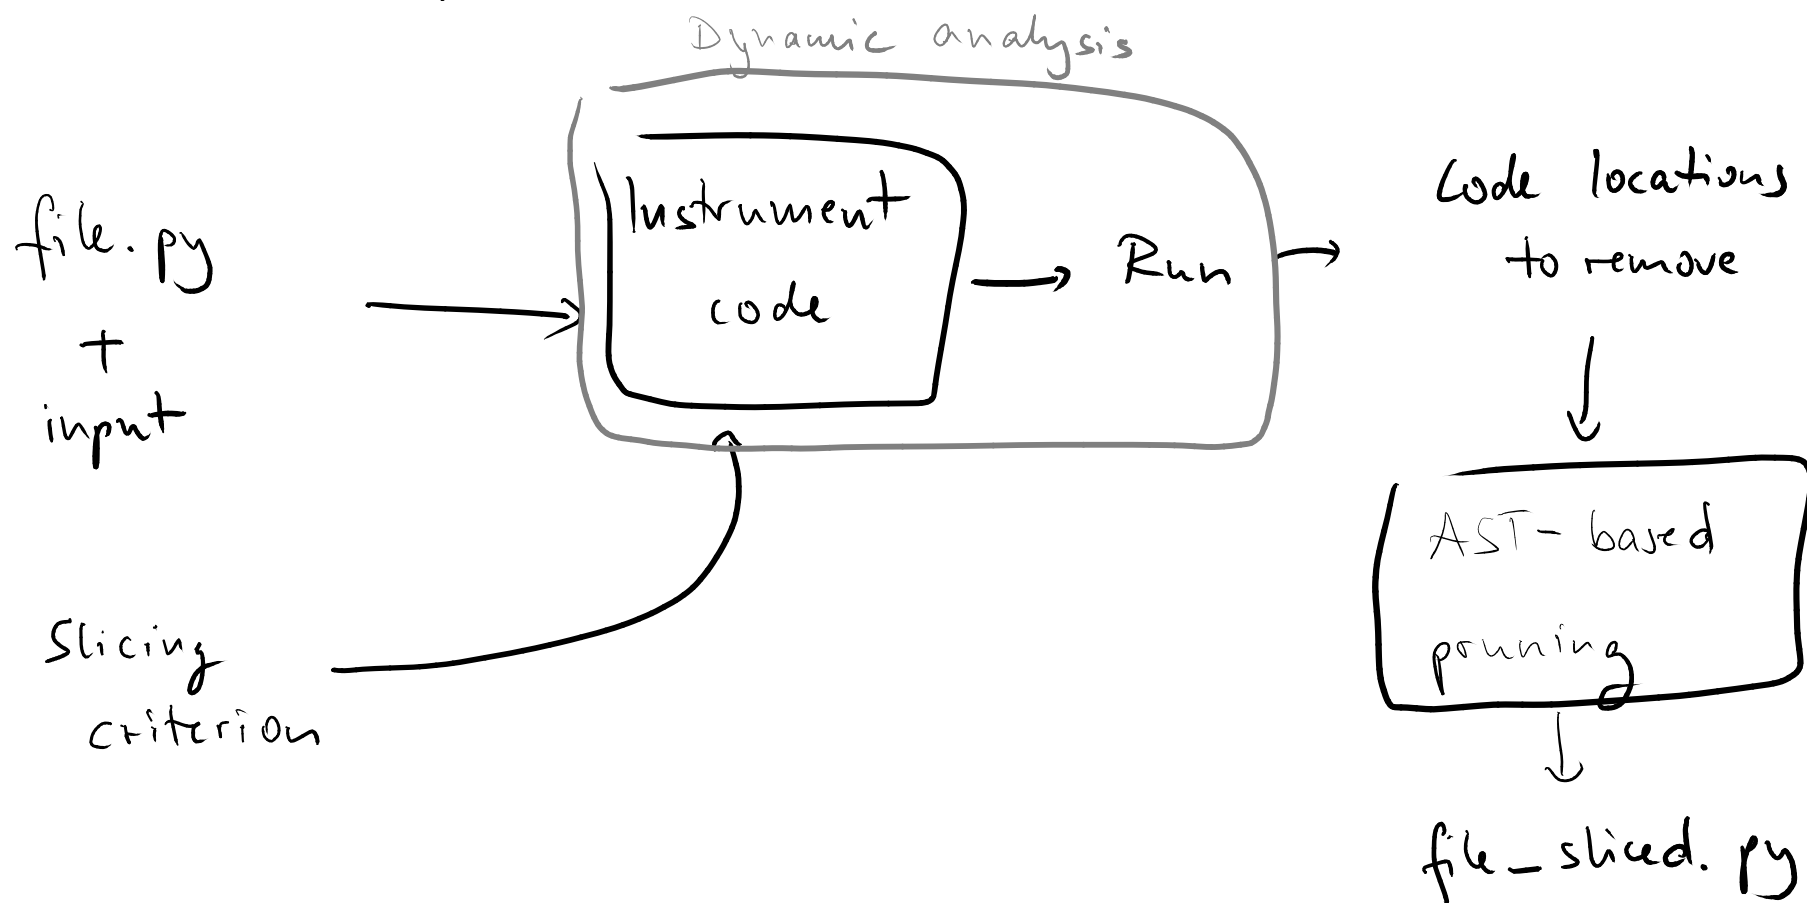 Dynamic analysis
file.py
+
input
Slicing
criterion
Instrument
code
Run
Code locations
to remove
AST-based
pruning
file_sliced.py